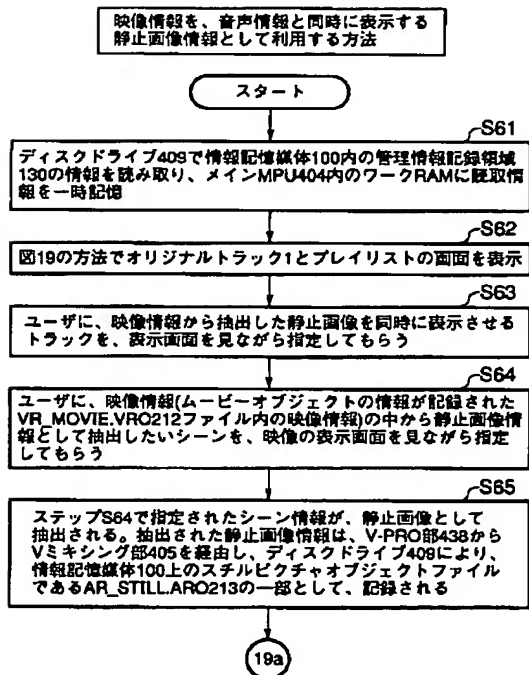 映像情報を、音声情報と同時に表示する
静止画像情報として利用する方法
スタート
S61
ディスクドライブ409で情報記憶媒体100内の管理情報記録領域
130の情報を読み取り、メインMPU404内のワークRAMに読取情
報を一時記憶
S62
図19の方法でオリジナルトラック1とプレイリストの画面を表示
S63
ユーザに、映像情報から抽出した静止画像を同時に表示させる
トラックを、表示画面を見ながら指定してもらう
S64
ユーザに、映像情報(ムービーオブジェクトの情報が記録された
VR_MOVIE.VRO212ファイル内の映像情報)の中から静止画像情
報として抽出したいシーンを、映像の表示画面を見ながら指定
してもらう
S65
ステップS64で指定されたシーン情報が、静止画像として
抽出される。抽出された静止画像情報は、V-PRO部438から
Vミキシング部405を経由し、ディスクドライブ409により、
情報記憶媒体100上のスチルピクチャオブジェクトファイル
であるAR_STILL.ARO213の一部として、記録される
19a